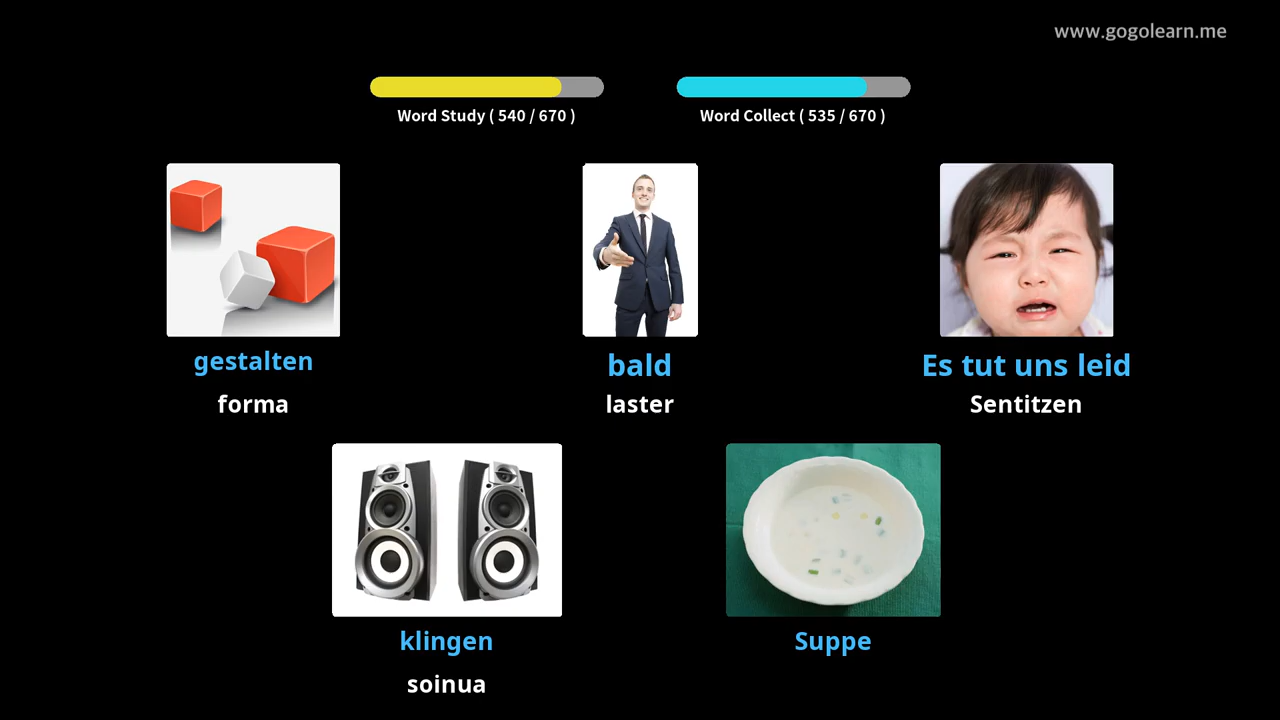 www.gogolearn.me
Word Study ( 540 / 670 )
Word Collect ( 535 / 670 )
gestalten
forma
bald
laster
Es tut uns leid
Sentitzen
klingen
soinua
Suppe